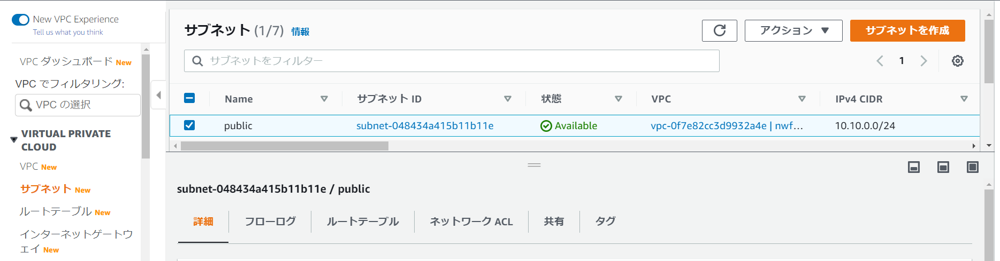 New VPC Experience
Tell us what you think
VPC ダッシュボード New
VPC でフィルタリング:
VPC の選択
VIRTUAL PRIVATE
CLOUD
VPC New
サブネット New
ルートテーブル New
インターネットゲートウ
ェイ New
サブネット (1/7) 情報
アクション
サブネットを作成
サブネットをフィルター
1
Name サブネット ID 状態 VPC IPv4 CIDR
public subnet-048434a415b11b11e Available vpc-0f7e82cc3d9932a4e | nwf... 10.10.0.0/24
subnet-048434a415b11b11e / public
詳細 フローログ ルートテーブル ネットワーク ACL 共有 タグ